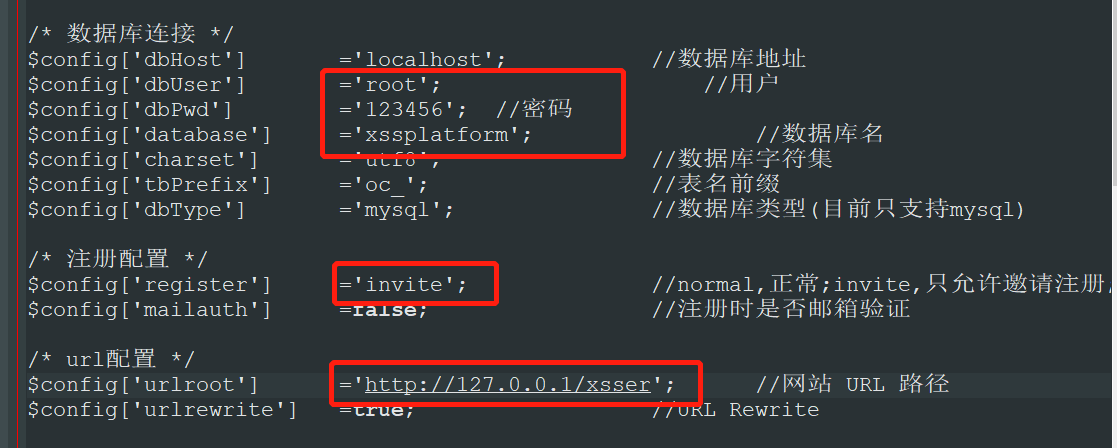 /* 数据库连接 */
$config['dbHost'] ='localhost'; //数据库地址
$config['dbUser'] ='root'; //用户
$config['dbPwd'] ='123456'; //密码
$config['database'] ='xssplatform'; //数据库名
$config['charset'] ='utf8'; //数据库字符集
$config['tbPrefix'] ='oc_'; //表名前缀
$config['dbType'] ='mysql'; //数据库类型(目前只支持mysql)
/* 注册配置 */
$config['register'] ='invite'; //normal,正常;invite,只允许邀请注册,
$config['mailauth'] =false; //注册时是否邮箱验证
/* url配置 */
$config['urlroot'] ='http://127.0.0.1/xsser'; //网站 URL 路径
$config['urlrewrite'] =true; //URL Rewrite